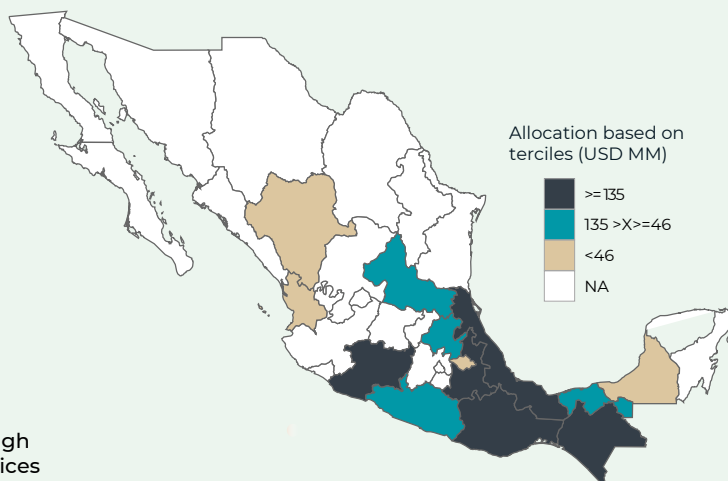 Allocation based on
terciles (USD MM)
>=135
135 >X>=46
<46
NA
gh
ices